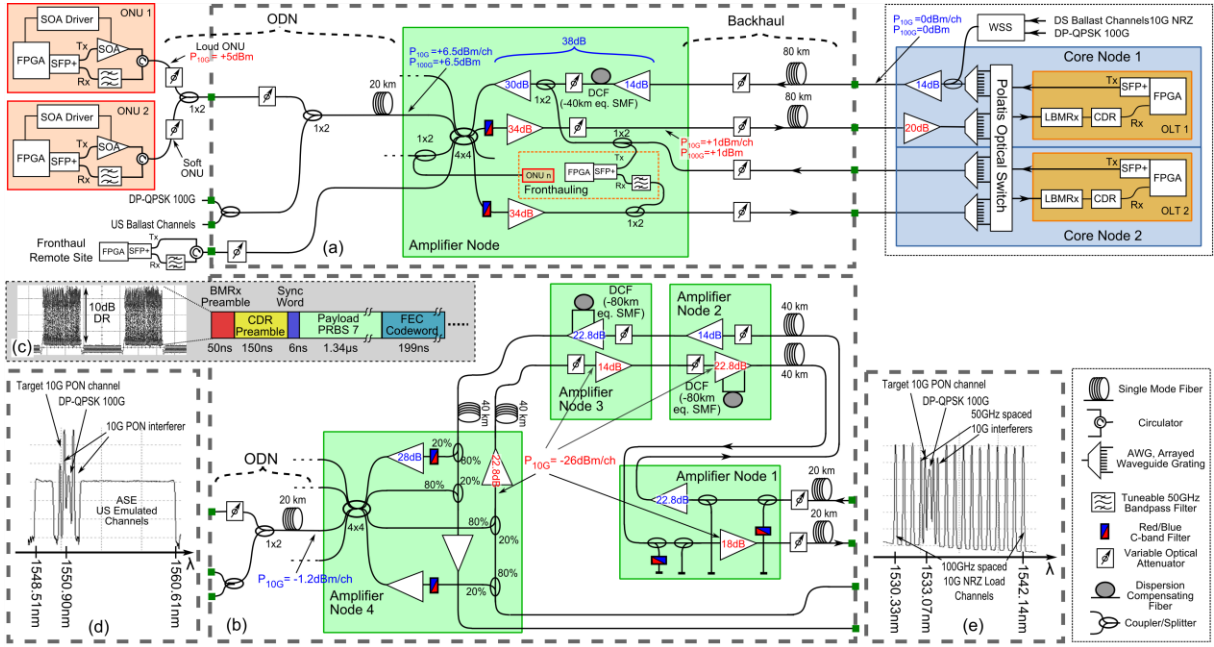 ONU 1
SOA Driver
FPGA
SFP+
Tx
SOA
Rx
Loud ONU
P10G= +5dBm
ONU 2
SOA Driver
FPGA
SFP+
Tx
SOA
Rx
Soft
ONU
1x2
DP-QPSK 100G
US Ballast Channels
Fronthaul
Remote Site
FPGA
SFP+
Tx
Rx
ODN
1x2
20 km
(a)
P10G=+6.5dBm/ch
P100G=+6.5dBm
1x2
4x4
Amplifier Node
38dB
30dB
1x2
DCF
(-40km eq. SMF)
14dB
34dB
1x2
P10G=+1dBm/ch
P100G=+1dBm
Tx
ONU n
FPGA
SFP+
Rx
Fronthauling
34dB
1x2
Backhaul
80 km
80 km
P10G=0dBm/ch
P100G=0dBm
WSS
DS Ballast Channels10G NRZ
DP-QPSK 100G
Core Node 1
14dB
20dB
Polatis Optical Switch
Tx
SFP+
FPGA
LBMRx
CDR
Rx
OLT 1
Tx
SFP+
FPGA
LBMRx
CDR
Rx
OLT 2
Core Node 2
(c)
10dB
DR
BMRx
Preamble
CDR
Preamble
Sync
Word
Payload
PRBS 7
FEC
Codeword
50ns
150ns
6ns
1.34µs
199ns
Target 10G PON channel
DP-QPSK 100G
10G PON interferer
ASE
US Emulated
Channels
λ
1548.51nm
1550.90nm
1560.61nm
(d)
(b)
ODN
20 km
1x2
P10G= -1.2dBm/ch
4x4
28dB
20%
80%
80%
20%
22.8dB
80%
20%
80%
20%
Amplifier
Node 4
40 km
40 km
DCF
(-80km
eq. SMF)
22.8dB
14dB
Amplifier
Node 3
Amplifier
Node 2
14dB
22.8dB
DCF
(-80km
eq. SMF)
40 km
40 km
P10G= -26dBm/ch
Amplifier Node 1
22.8dB
18dB
20 km
20 km
Target 10G PON channel
DP-QPSK 100G
50GHz spaced
10G interferers
100GHz spaced
10G NRZ Load
Channels
λ
1530.33nm
1533.07nm
1542.14nm
(e)
Single Mode Fiber
Circulator
AWG, Arrayed
Waveguide Grating
Tuneable 50GHz
Bandpass Filter
Red/Blue
C-band Filter
Variable Optical
Attenuator
Dispersion
Compensating
Fiber
Coupler/Splitter